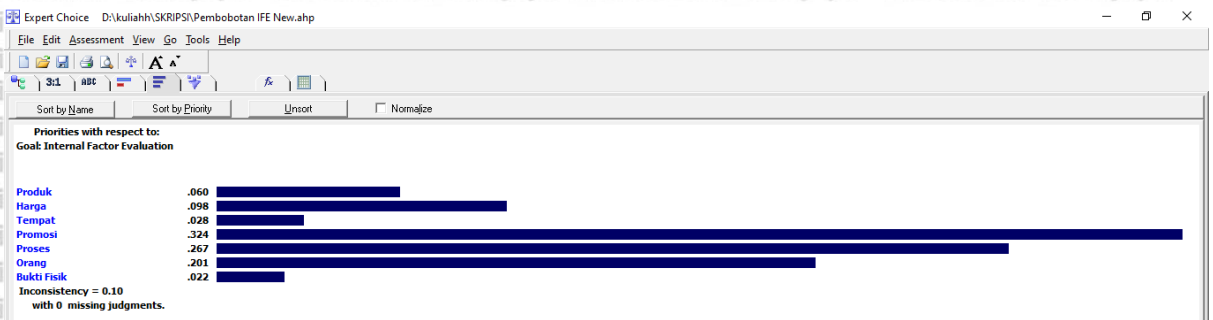 Expert Choice D:\kuliahh\SKRIPSI\Pembobotan IFE New.ahp
File Edit Assessment View Go Tools Help
A A
3:1 ABC fx
Sort by Name Sort by Priority Unsort Normalize
Priorities with respect to:
Goal: Internal Factor Evaluation
Produk .060
Harga .098
Tempat .028
Promosi .324
Proses .267
Orang .201
Bukti Fisik .022
Inconsistency = 0.10
with 0 missing judgments.